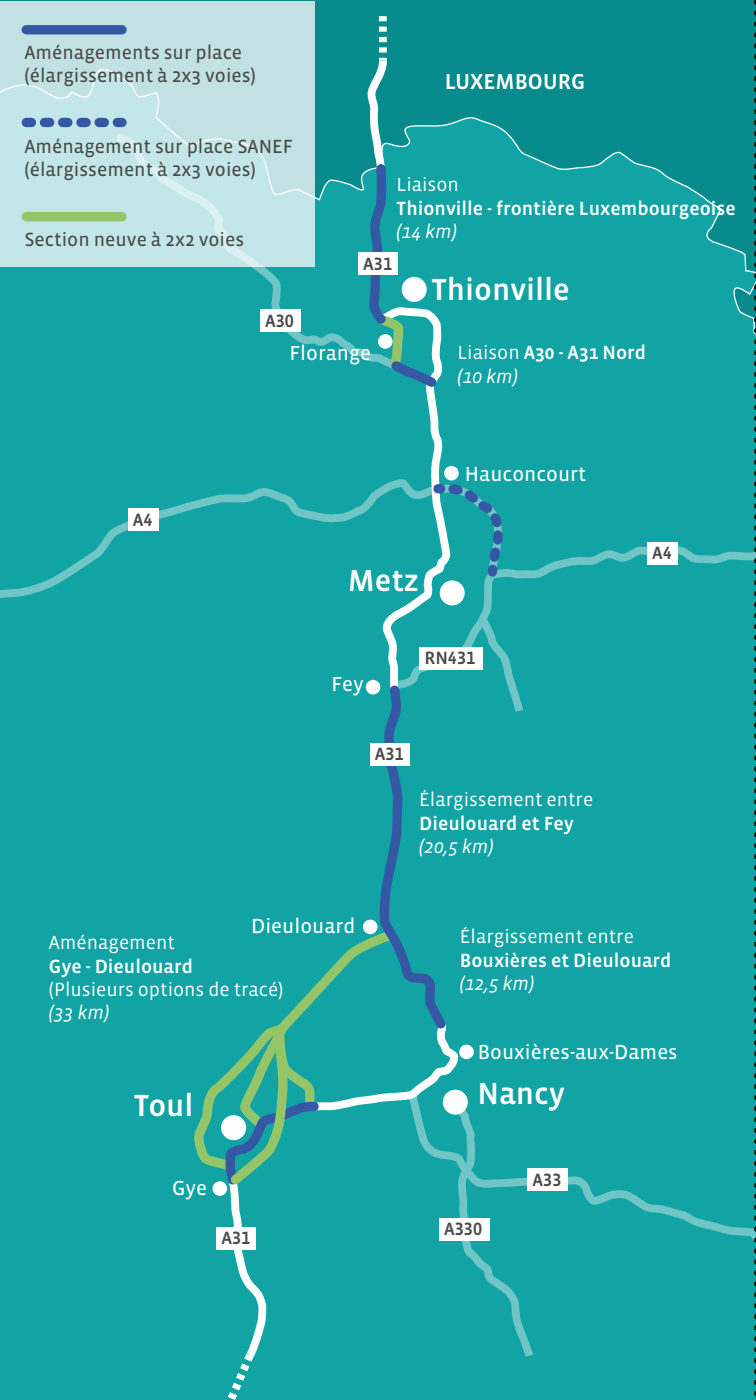 Aménagements sur place
(élargissement à 2x3 voies)
Aménagement sur place SANEF
(élargissement à 2x3 voies)
Section neuve à 2x2 voies
LUXEMBOURG
Liaison
Thionville - frontière Luxembourgeoise
(14 km)
A31
Thionville
A30
Florange
Liaison A30 - A31 Nord
(10 km)
Hauconcourt
A4
A4
Metz
RN431
Fey
A31
Élargissement entre
Dieulouard et Fey
(20,5 km)
Dieulouard
Aménagement
Gye - Dieulouard
(Plusieurs options de tracé)
(33 km)
Élargissement entre
Bouxières et Dieulouard
(12,5 km)
Bouxières-aux-Dames
Toul
Nancy
Gye
A33
A31
A330